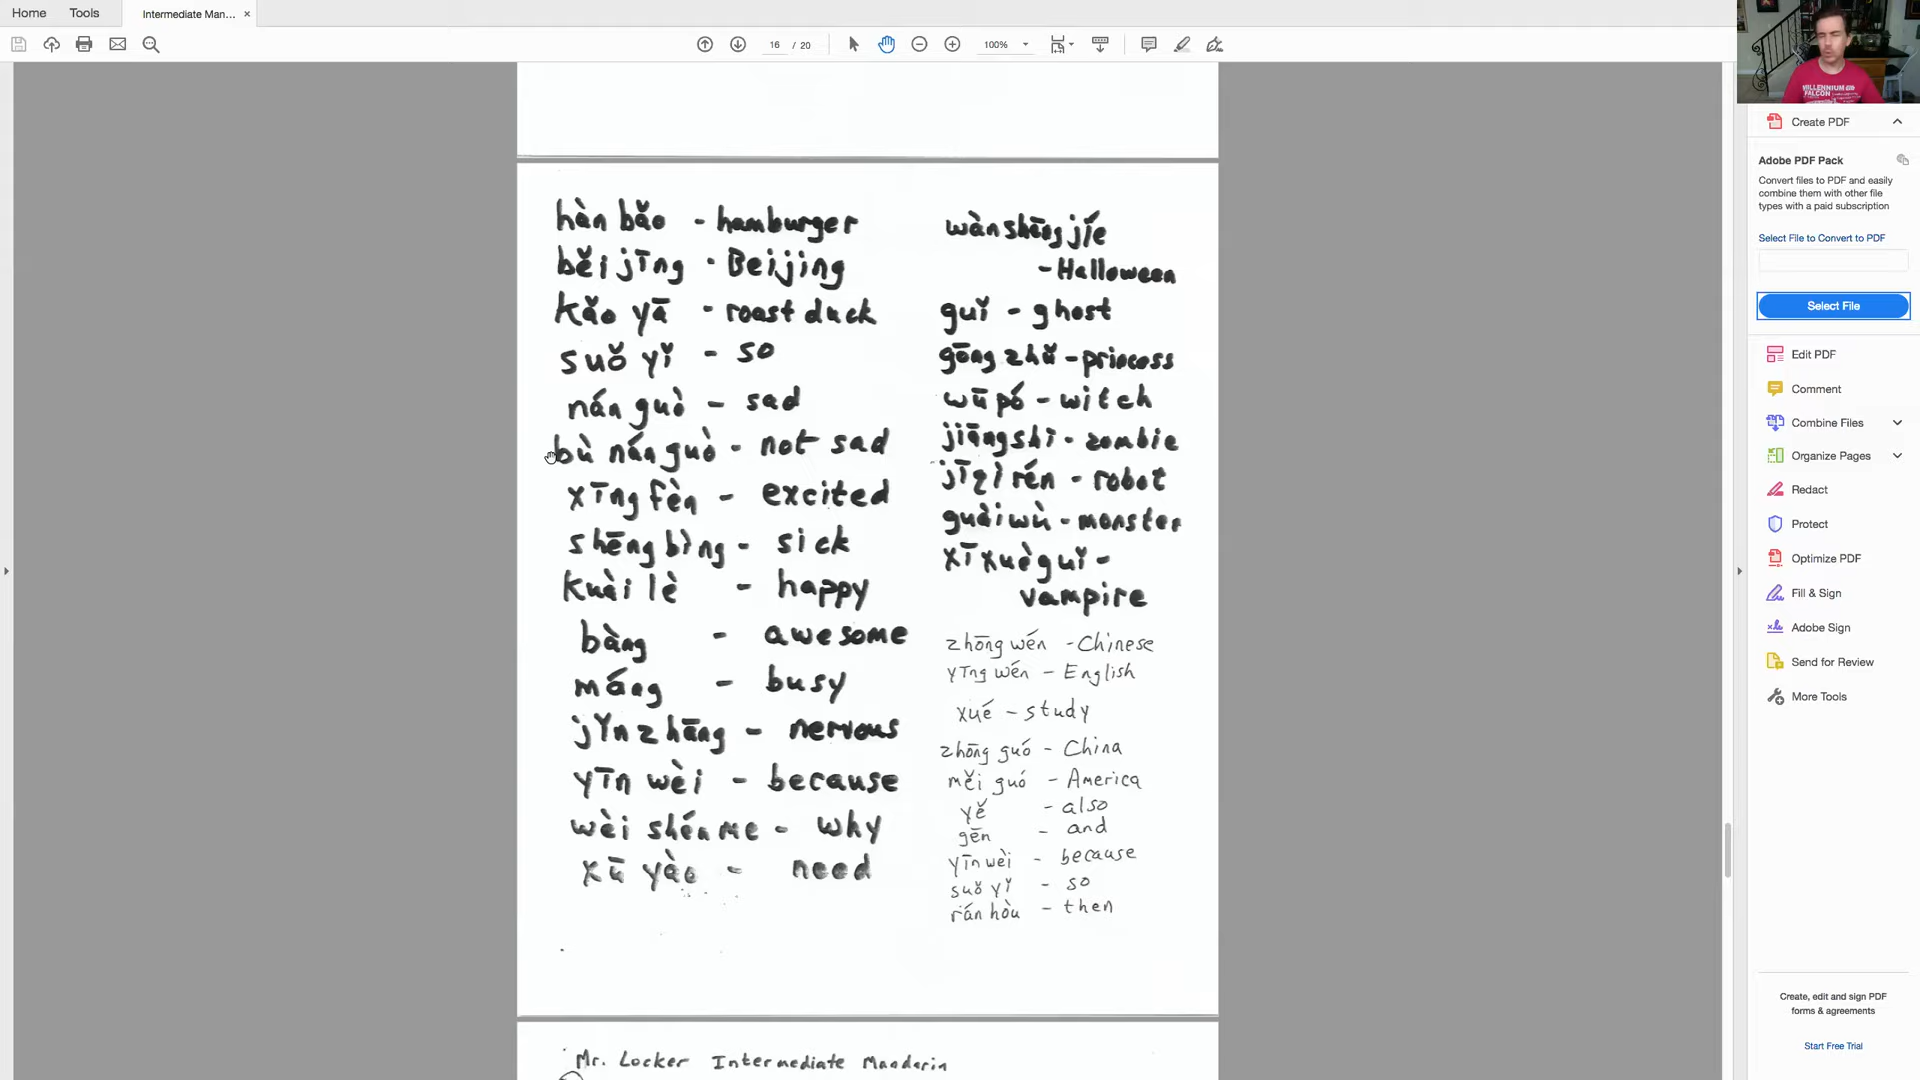 Home
Tools
Intermediate Man...
16 / 20
100%
hàn bǎo - hamburger
běi jīng - Beijing
kǎo yā - roast duck
suǒ yǐ - so
nán guò - sad
bù nán guò - not sad
xīng fèn - excited
shēng bìng - sick
kuài lè - happy
bàng - awesome
máng - busy
jǐn zhāng - nervous
yīn wèi - because
wèi shén me - why
xū yào - need
wàn shèng jíe
- Halloween
guǐ - ghost
gōng zhǔ - princess
wū pó - witch
jiāng shī - zombie
jī qì rén - robot
guài wù - monster
xī xuè guǐ -
vampire
zhōng wén - Chinese
yīng wén - English
xué - study
zhōng guó - China
měi guó - America
yě - also
gēn - and
yīn wèi - because
suǒ yǐ - so
rán hòu - then
Mr. Locker Intermediate Mandarin
MILLENNIUM
FALCON
Create PDF
Adobe PDF Pack
Convert files to PDF and easily
combine them with other file
types with a paid subscription
Select File to Convert to PDF
Select File
Edit PDF
Comment
Combine Files
Organize Pages
Redact
Protect
Optimize PDF
Fill & Sign
Adobe Sign
Send for Review
More Tools
Create, edit and sign PDF
forms & agreements
Start Free Trial